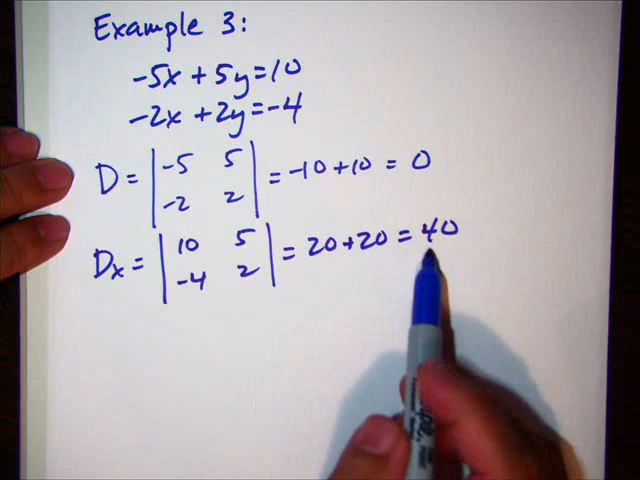 Example 3:
-5x + 5y = 10
-2x + 2y = -4
D = | -5 5 | = -10 + 10 = 0
| -2 2 |
Dx = | 10 5 | = 20 + 20 = 40
| -4 2 |